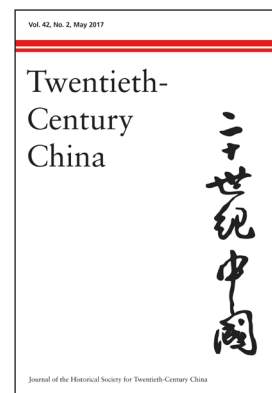 Vol. 42, No. 2, May 2017
Twentieth-
Century
China
二十世紀中國
Journal of the Historical Society for Twentieth-Century China